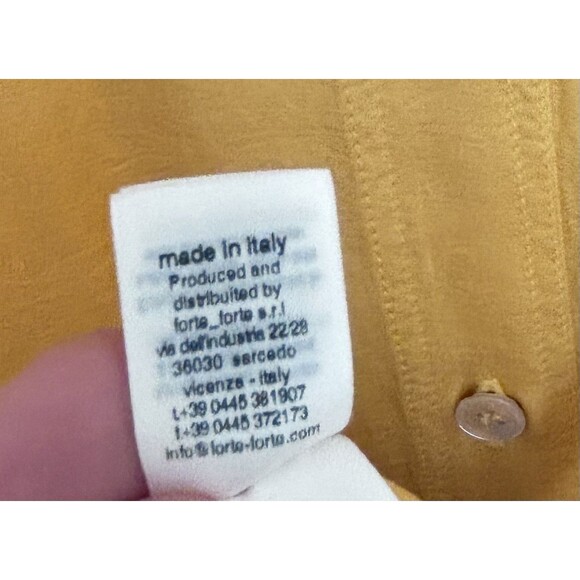 made in italy
Produced and
distribuited by
forte_forte s.r.l
via dell'industria 22/28
36030 sarcedo
vicenza - italy
t.+39 0445 381907
f.+39 0445 372173
info@forte-forte.com